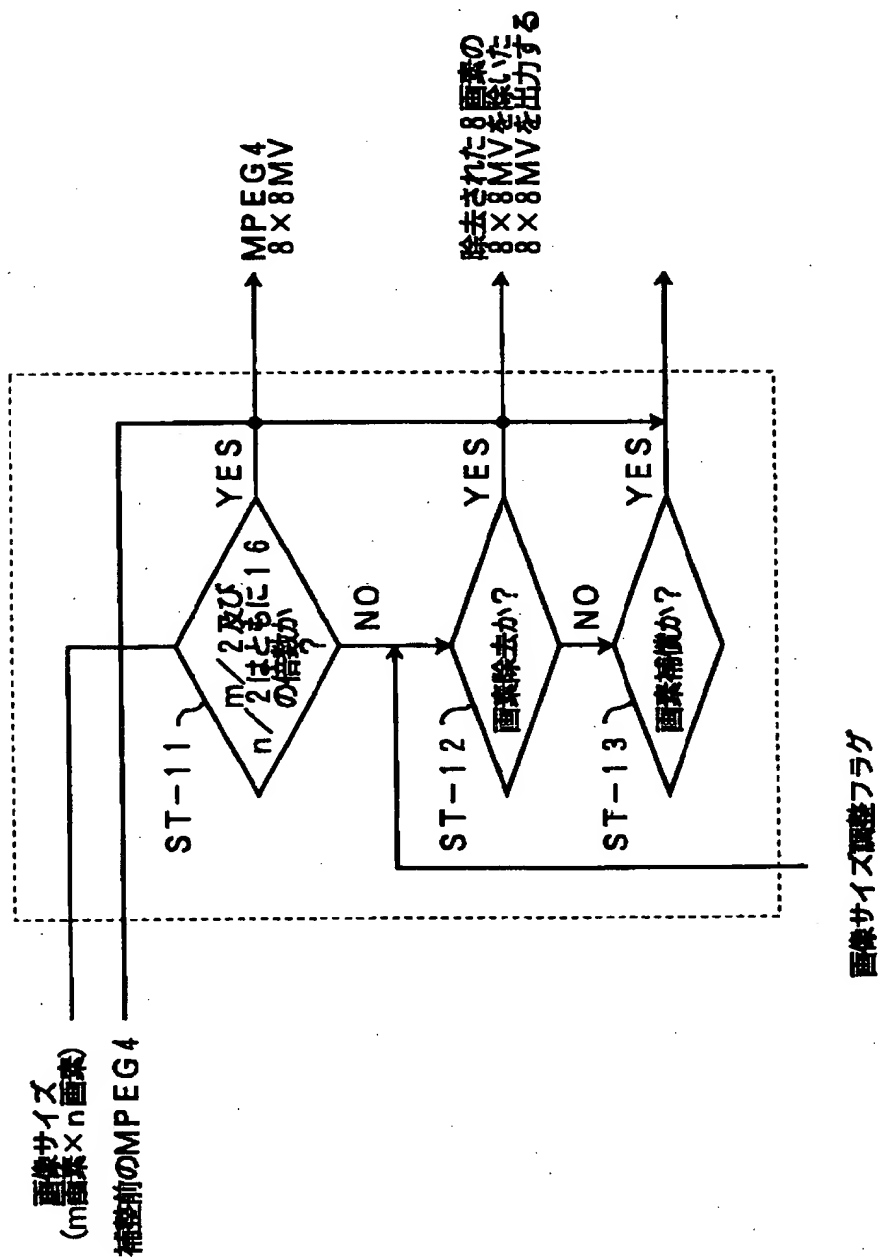 画像サイズ
(m画素×n画素)
補整前のMPEG4
ST-11
m/2及び
n/2はともに16
の倍数か
?
YES
MPEG4
8×8MV
NO
ST-12
画素除去か?
YES
除去された8画素の
8×8MVを除いた
8×8MVを出力する
NO
ST-13
画素補償か?
YES
画像サイズ調整フラグ